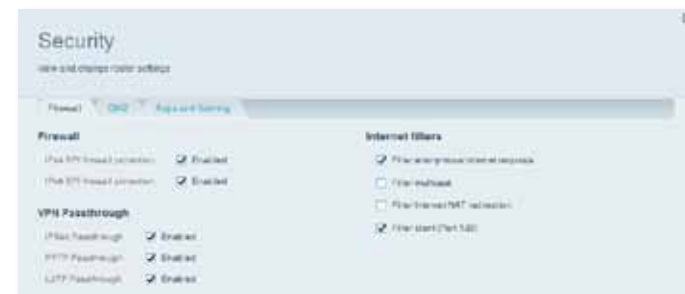 Security
View and change router settings
Firewall DMZ Apps and Gaming
Firewall
IPv4 SPI firewall protection Enabled
IPv6 SPI firewall protection Enabled
VPN Passthrough
IPSec Passthrough Enabled
PPTP Passthrough Enabled
L2TP Passthrough Enabled
Internet filters
Filter anonymous Internet requests
Filter multicast
Filter Internet NAT redirection
Filter ident (Port 113)